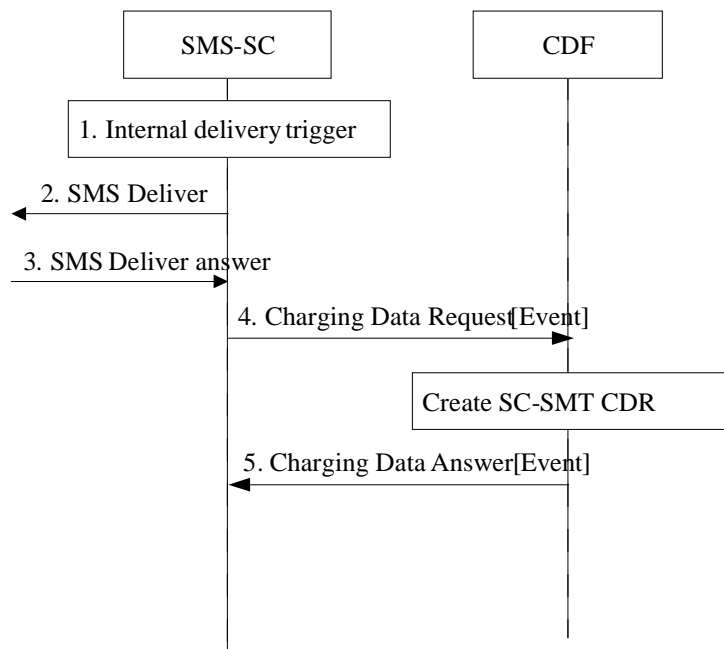 SMS-SC
CDF
1. Internal delivery trigger
2. SMS Deliver
3. SMS Deliver answer
4. Charging Data Request[Event]
Create SC-SMT CDR
5. Charging Data Answer[Event]